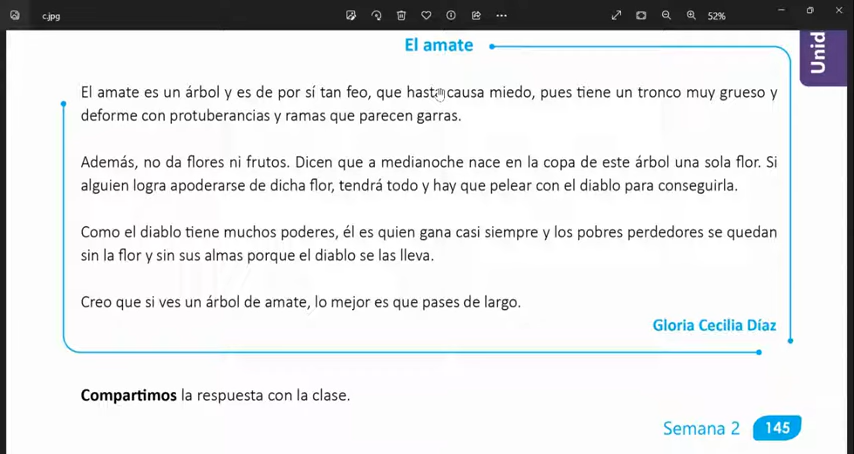 c.jpg
52%
Unid
El amate
El amate es un árbol y es de por sí tan feo, que hasta causa miedo, pues tiene un tronco muy grueso y
deforme con protuberancias y ramas que parecen garras.
Además, no da flores ni frutos. Dicen que a medianoche nace en la copa de este árbol una sola flor. Si
alguien logra apoderarse de dicha flor, tendrá todo y hay que pelear con el diablo para conseguirla.
Como el diablo tiene muchos poderes, él es quien gana casi siempre y los pobres perdedores se quedan
sin la flor y sin sus almas porque el diablo se las lleva.
Creo que si ves un árbol de amate, lo mejor es que pases de largo.
Gloria Cecilia Díaz
Compartimos la respuesta con la clase.
Semana 2 145